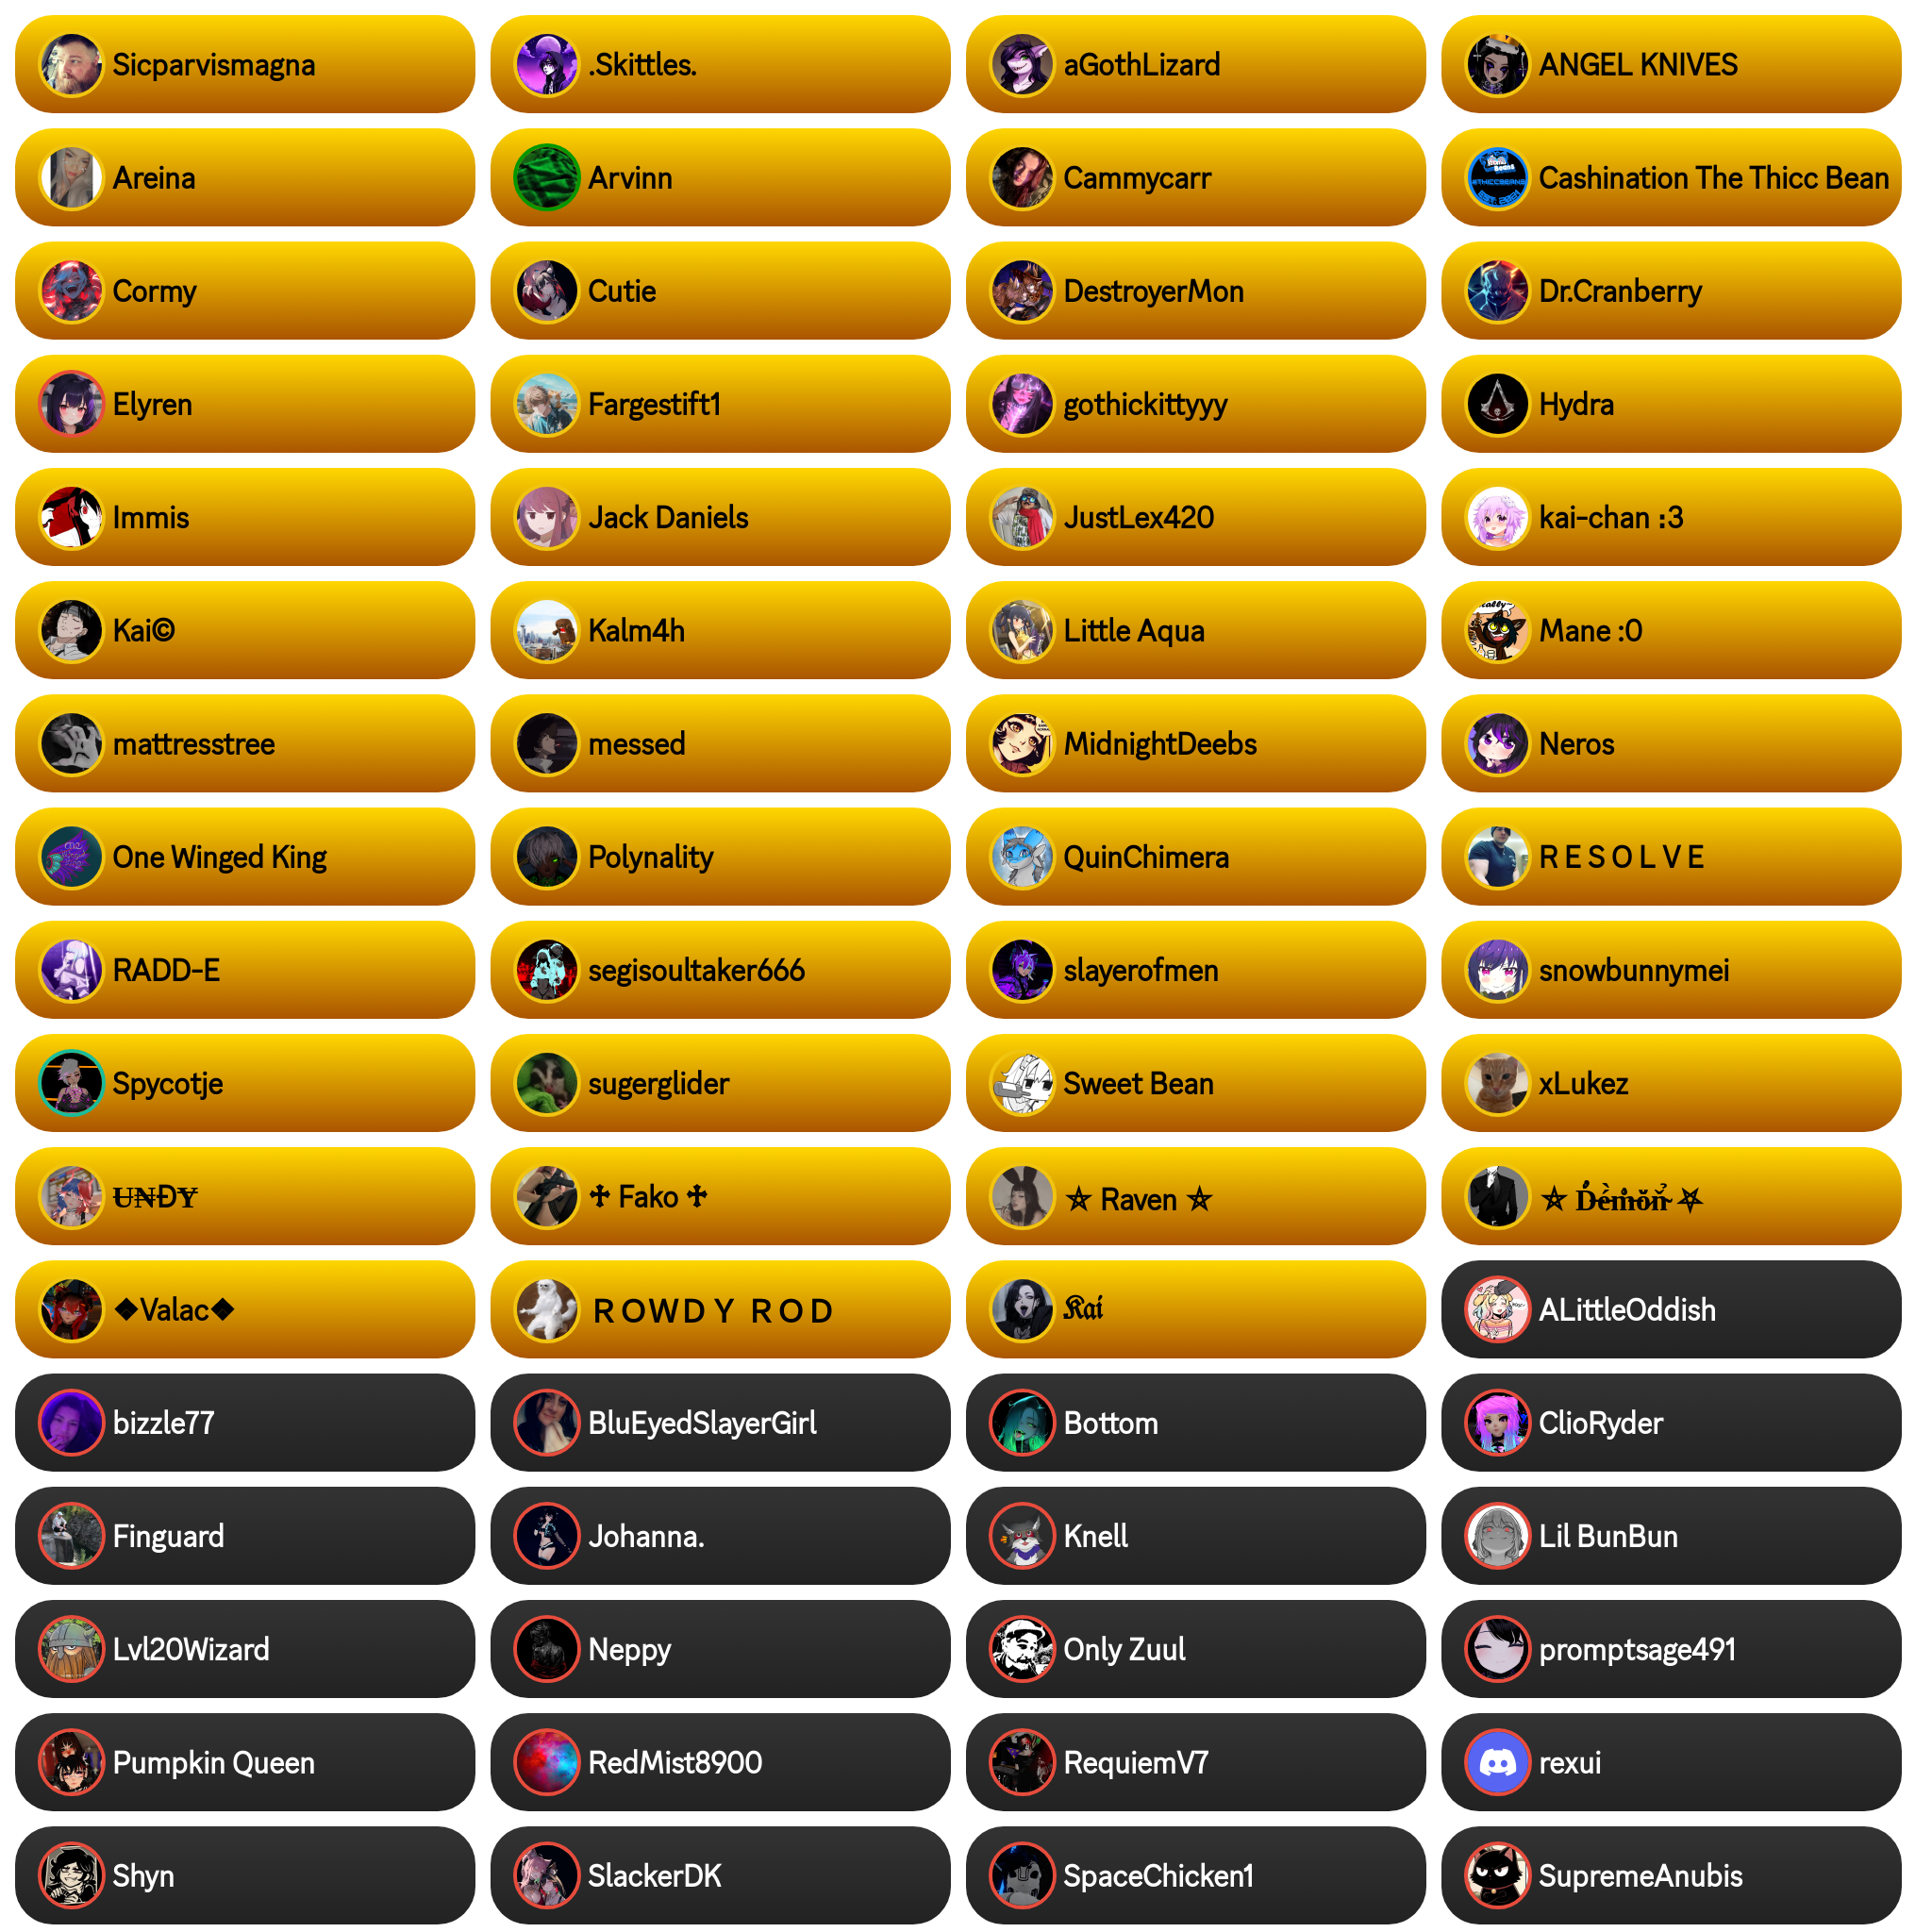 Sicparvismagna
.Skittles.
aGothLizard
ANGEL KNIVES
Areina
Arvinn
Cammycarr
Cashination The Thicc Bean
Cormy
Cutie
DestroyerMon
Dr.Cranberry
Elyren
Fargestift1
gothickittyyy
Hydra
Immis
Jack Daniels
JustLex420
kai-chan :3
Kai©
Kalm4h
Little Aqua
Mane :0
mattresstree
messed
MidnightDeebs
Neros
One Winged King
Polynality
QuinChimera
R E S O L V E
RADD-E
segisoultaker666
slayerofmen
snowbunnymei
Spycotje
sugerglider
Sweet Bean
xLukez
U̶N̶ĐY̶
♱ Fako ♱
⛤ Raven ⛤
⛤ D̷é̷m̷o̷n̷ ⛧
◆Valac◆
ＲＯＷＤＹ ＲＯＤ
𝕶𝖆𝖎
ALittleOddish
bizzle77
BluEyedSlayerGirl
Bottom
ClioRyder
Finguard
Johanna.
Knell
Lil BunBun
Lvl20Wizard
Neppy
Only Zuul
promptsage491
Pumpkin Queen
RedMist8900
RequiemV7
rexui
Shyn
SlackerDK
SpaceChicken1
SupremeAnubis